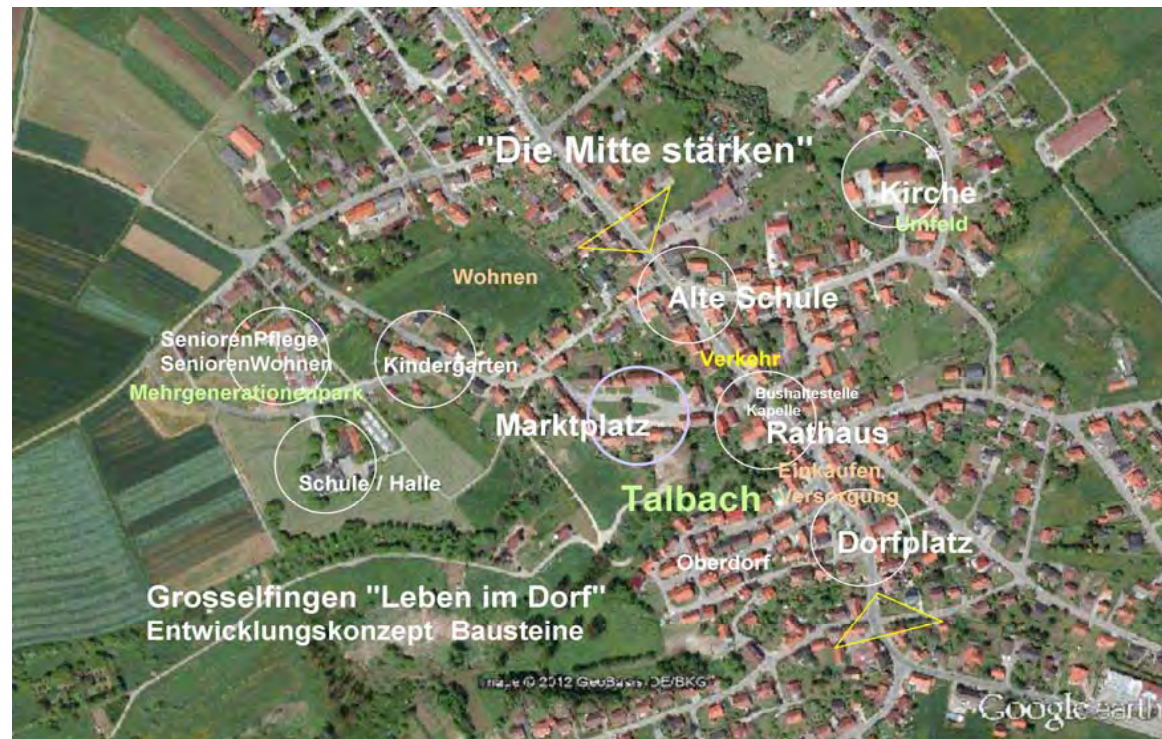 "Die Mitte stärken"
Kirche
Umfeld
Wohnen
Alte Schule
SeniorenPflege
SeniorenWohnen
Mehrgenerationenpark
Kindergarten
Verkehr
Bushaltestelle
Kapelle
Rathaus
Marktplatz
Einkaufen
Versorgung
Schule / Halle
Talbach
Dorfplatz
Oberdorf
Grosselfingen "Leben im Dorf"
Entwicklungskonzept Bausteine
Image © 2012 GeoBasis-DE/BKG
Google earth